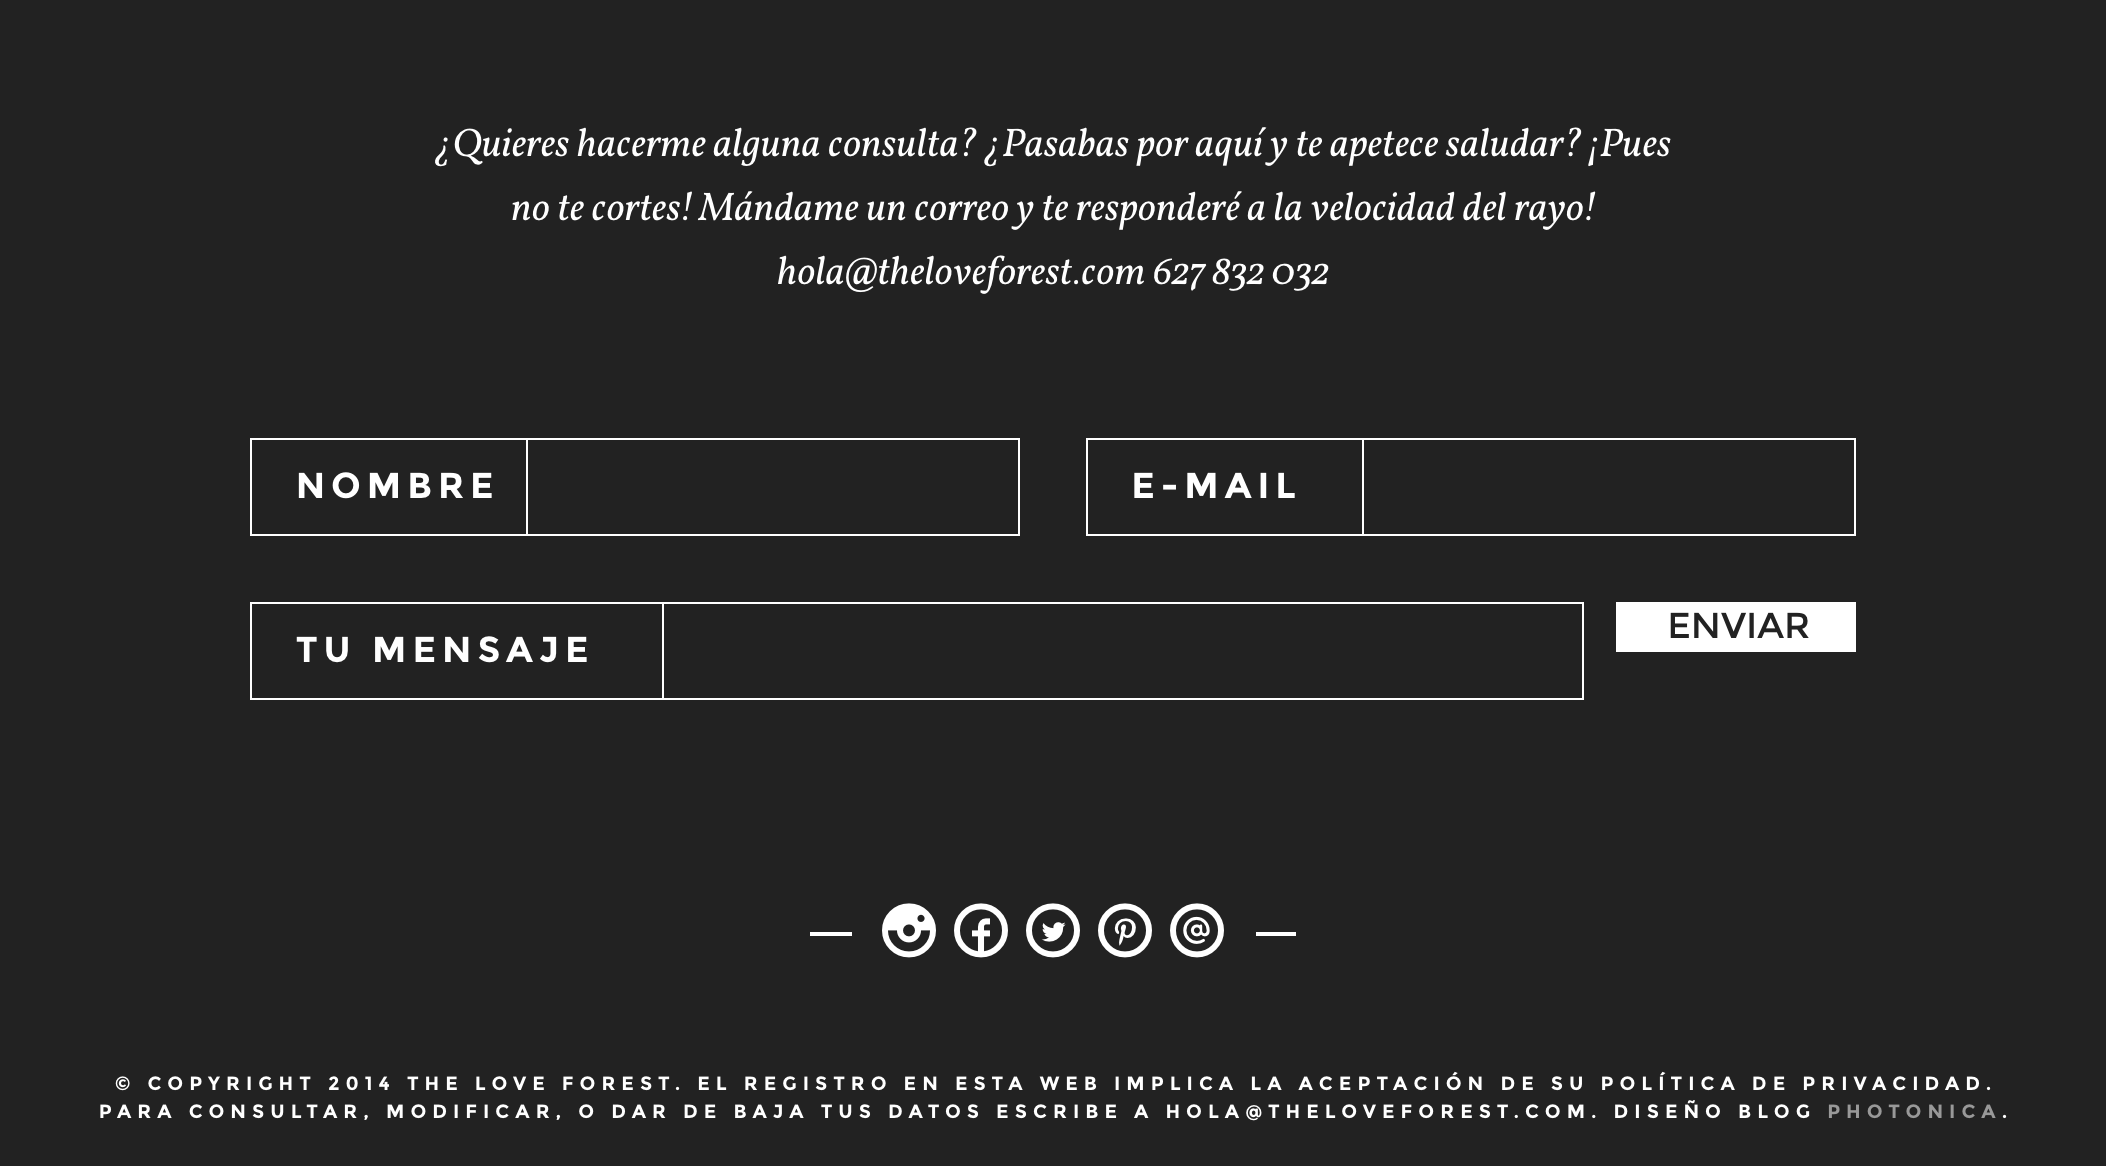 ¿Quieres hacerme alguna consulta? ¿Pasabas por aquí y te apetece saludar? ¡Pues
no te cortes! Mándame un correo y te responderé a la velocidad del rayo!
hola@theloveforest.com 627 832 032
NOMBRE
E-MAIL
TU MENSAJE
ENVIAR
© COPYRIGHT 2014 THE LOVE FOREST. EL REGISTRO EN ESTA WEB IMPLICA LA ACEPTACIÓN DE SU POLÍTICA DE PRIVACIDAD.
PARA CONSULTAR, MODIFICAR, O DAR DE BAJA TUS DATOS ESCRIBE A HOLA@THELOVEFOREST.COM. DISEÑO BLOG PHOTONICA.